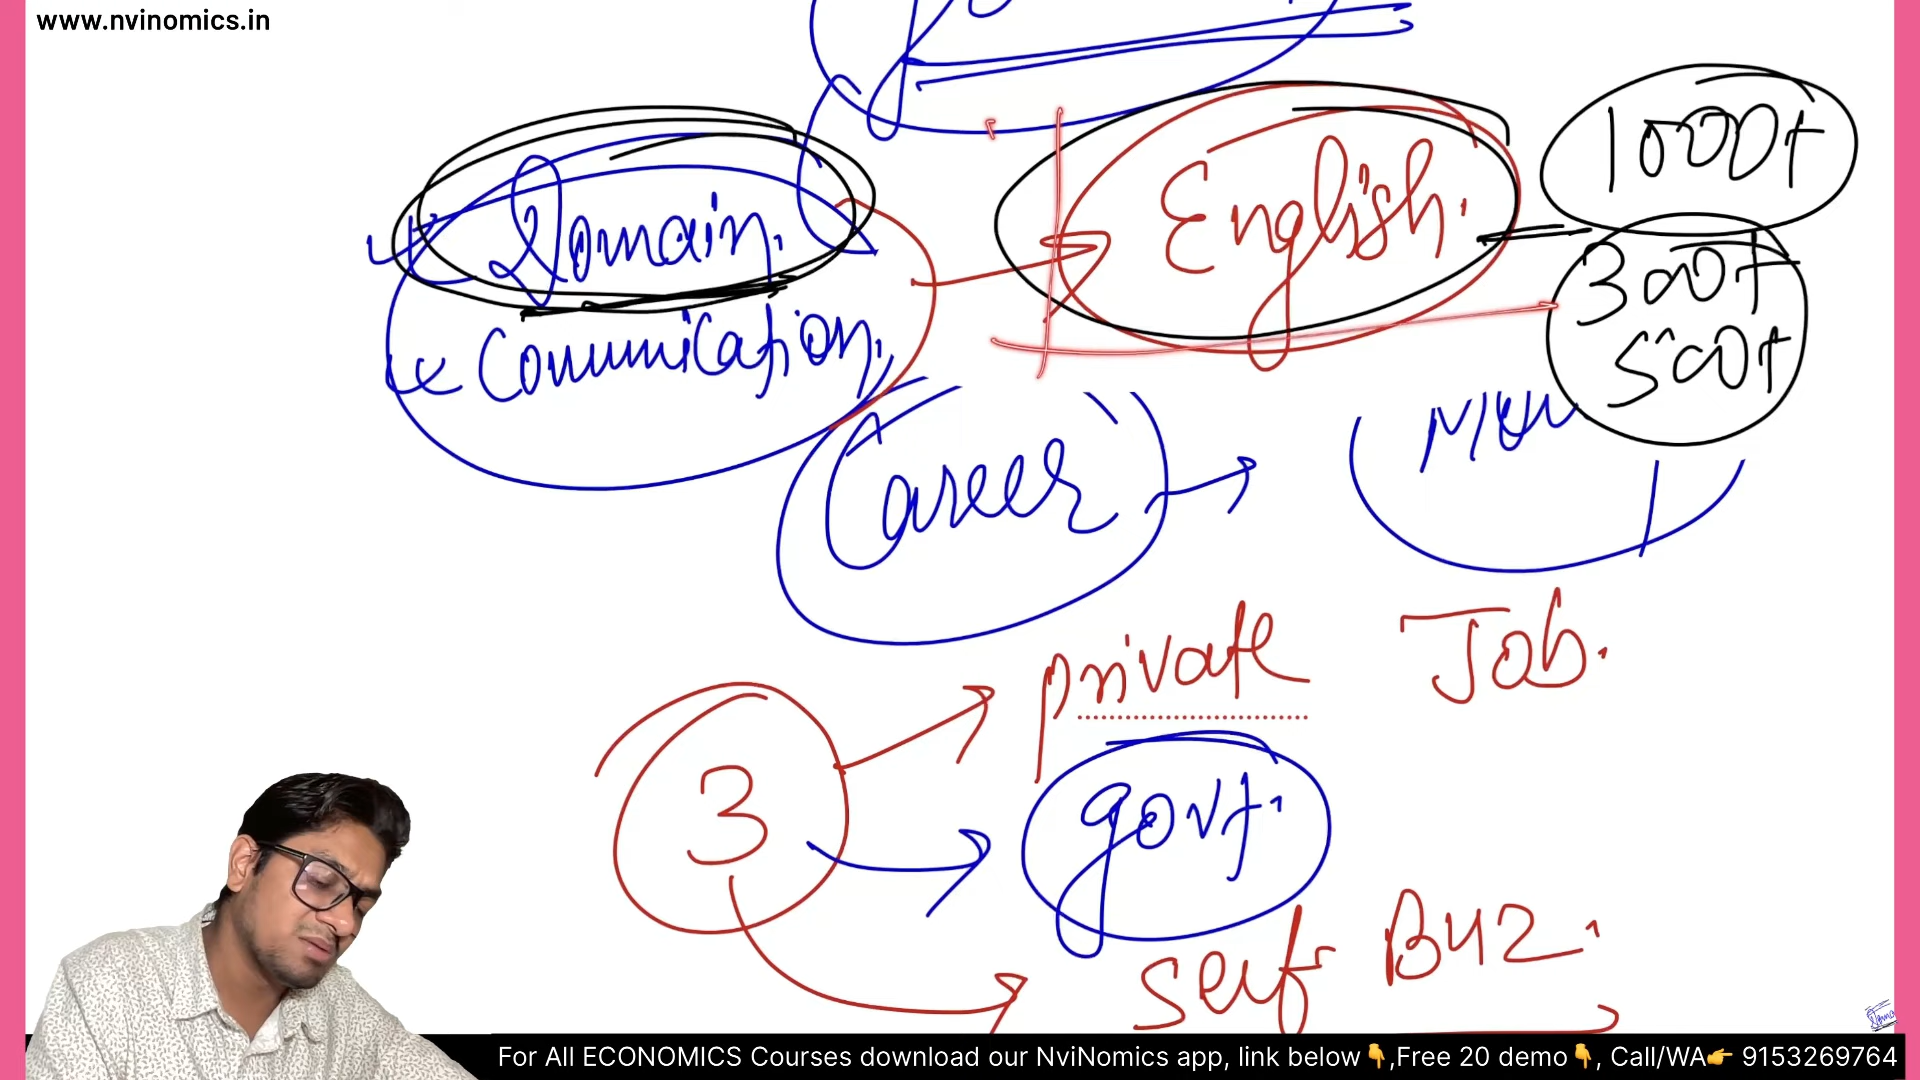 www.nvinomics.in
Domain.
English.
1000+
300+
500+
Communication,
Career
3
private Job.
govt.
self Buz.
For All ECONOMICS Courses download our NviNomics app, link below👇,Free 20 demo👇, Call/WA👉 9153269764